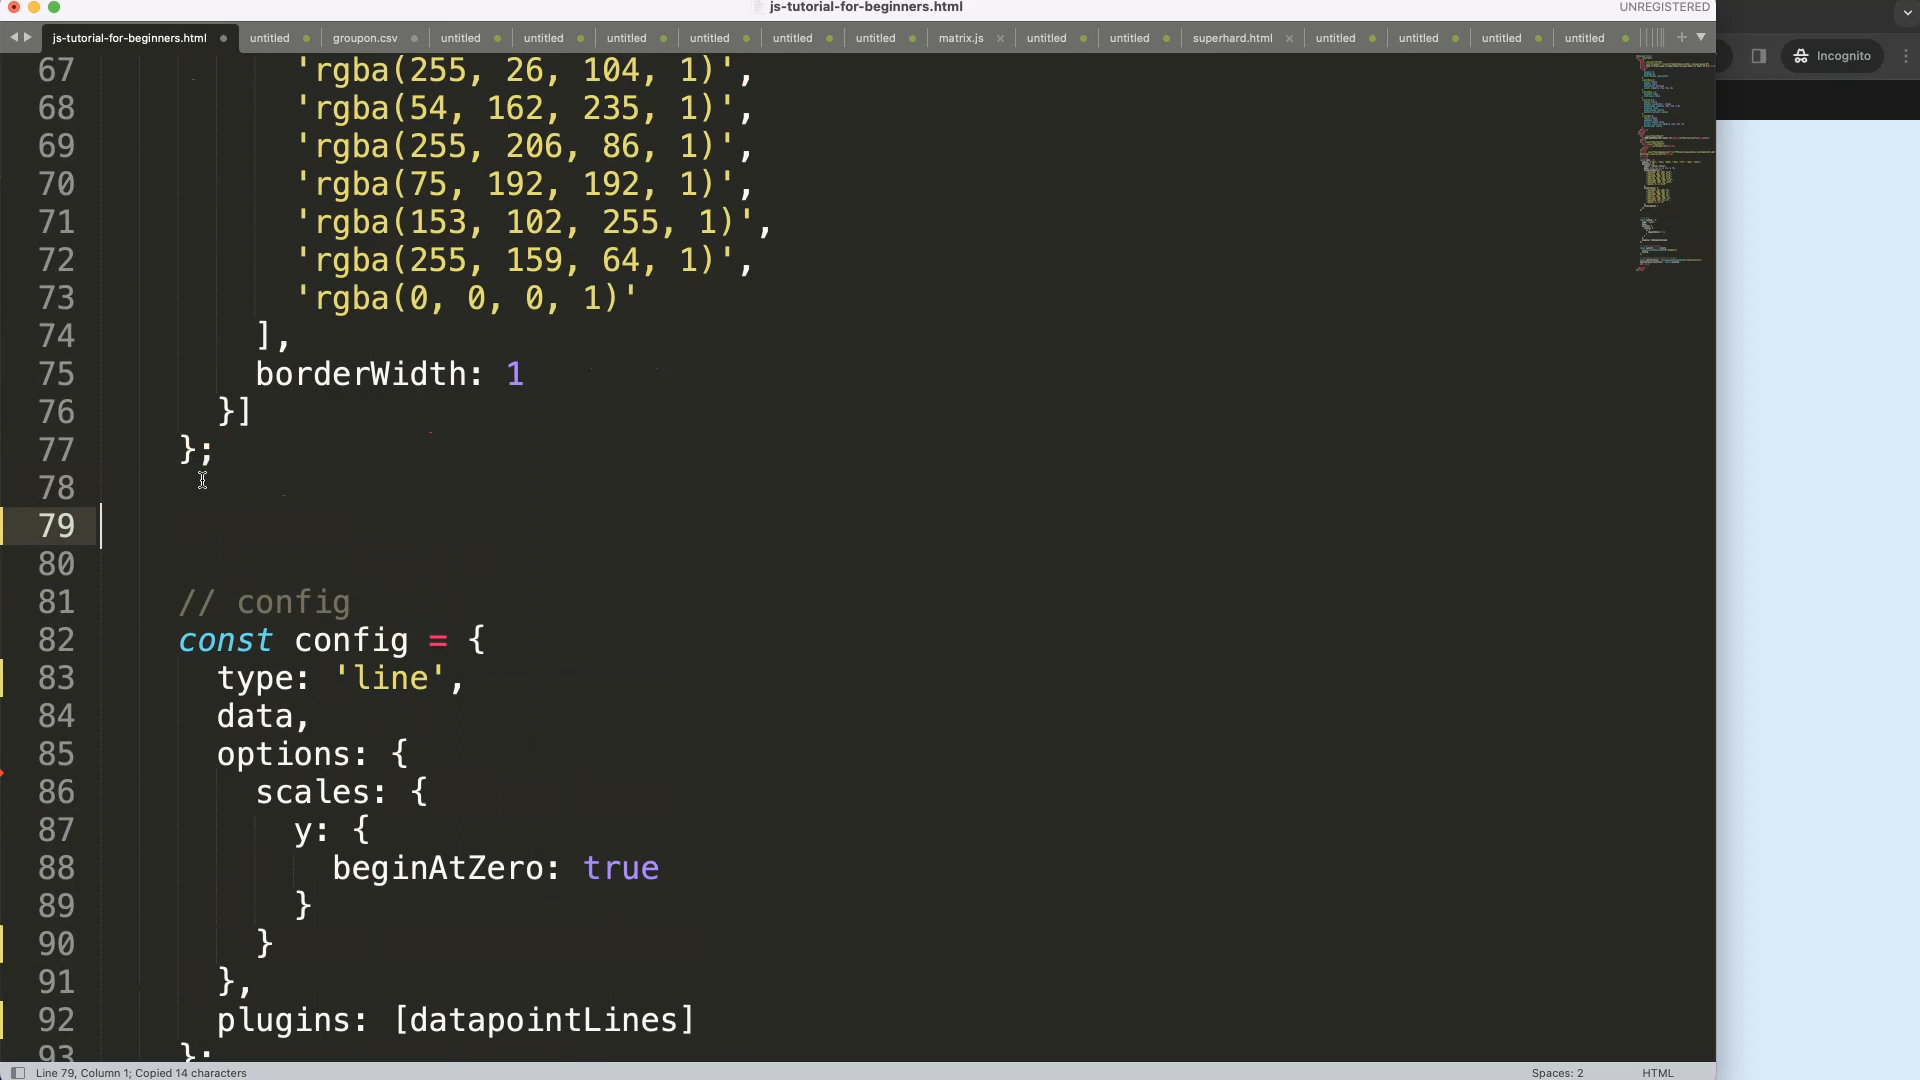 js-tutorial-for-beginners.html
UNREGISTERED
js-tutorial-for-beginners.html untitled groupon.csv untitled untitled untitled untitled untitled untitled matrix.js untitled untitled superhard.html untitled untitled untitled untitled
Incognito
67 'rgba(255, 26, 104, 1)',
68 'rgba(54, 162, 235, 1)',
69 'rgba(255, 206, 86, 1)',
70 'rgba(75, 192, 192, 1)',
71 'rgba(153, 102, 255, 1)',
72 'rgba(255, 159, 64, 1)',
73 'rgba(0, 0, 0, 1)'
74 ],
75 borderWidth: 1
76 }]
77 };
78
79
80
81 // config
82 const config = {
83 type: 'line',
84 data,
85 options: {
86 scales: {
87 y: {
88 beginAtZero: true
89 }
90 }
91 },
92 plugins: [datapointLines]
93 };
Line 79, Column 1; Copied 14 characters
Spaces: 2
HTML